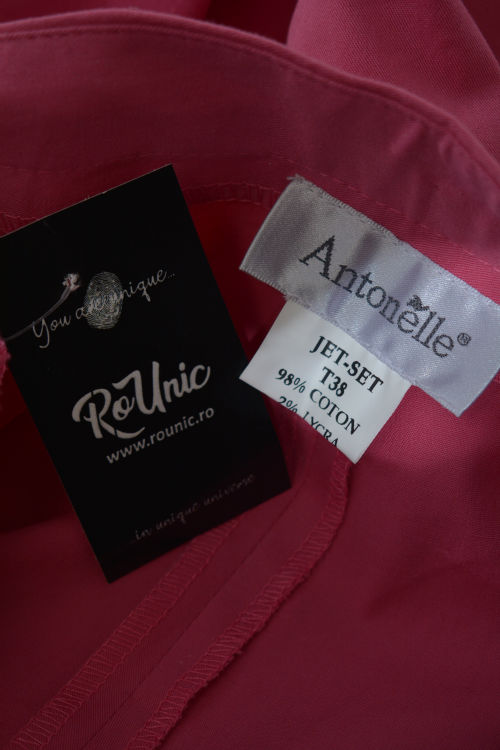 You are unique...
RoUnic
www.rounic.ro
...in unique universe
Antonelle®
JET-SET
T38
98% COTON
2% LYCRA